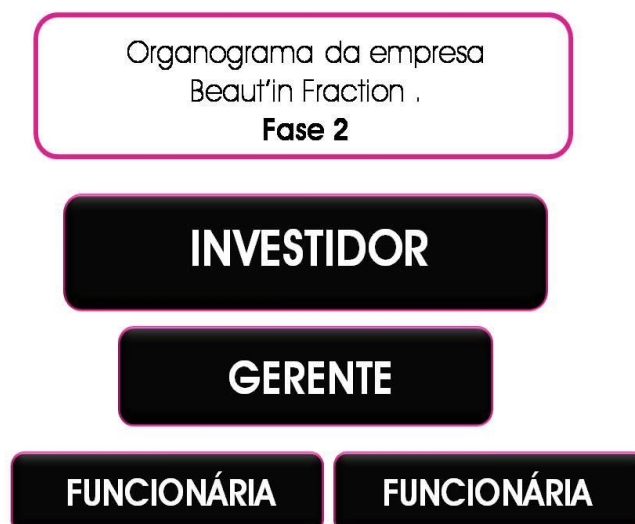 Organograma da empresa
Beaut'in Fraction .
Fase 2
INVESTIDOR
GERENTE
FUNCIONÁRIA FUNCIONÁRIA